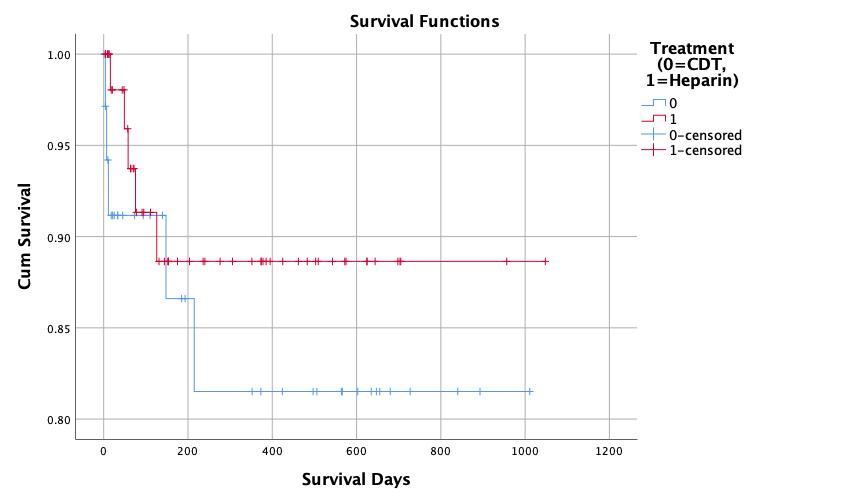 Survival Functions
Treatment
(0=CDT,
1=Heparin)
0
1
0-censored
1-censored
Cum Survival
1.00
0.95
0.90
0.85
0.80
0
200
400
600
800
1000
1200
Survival Days